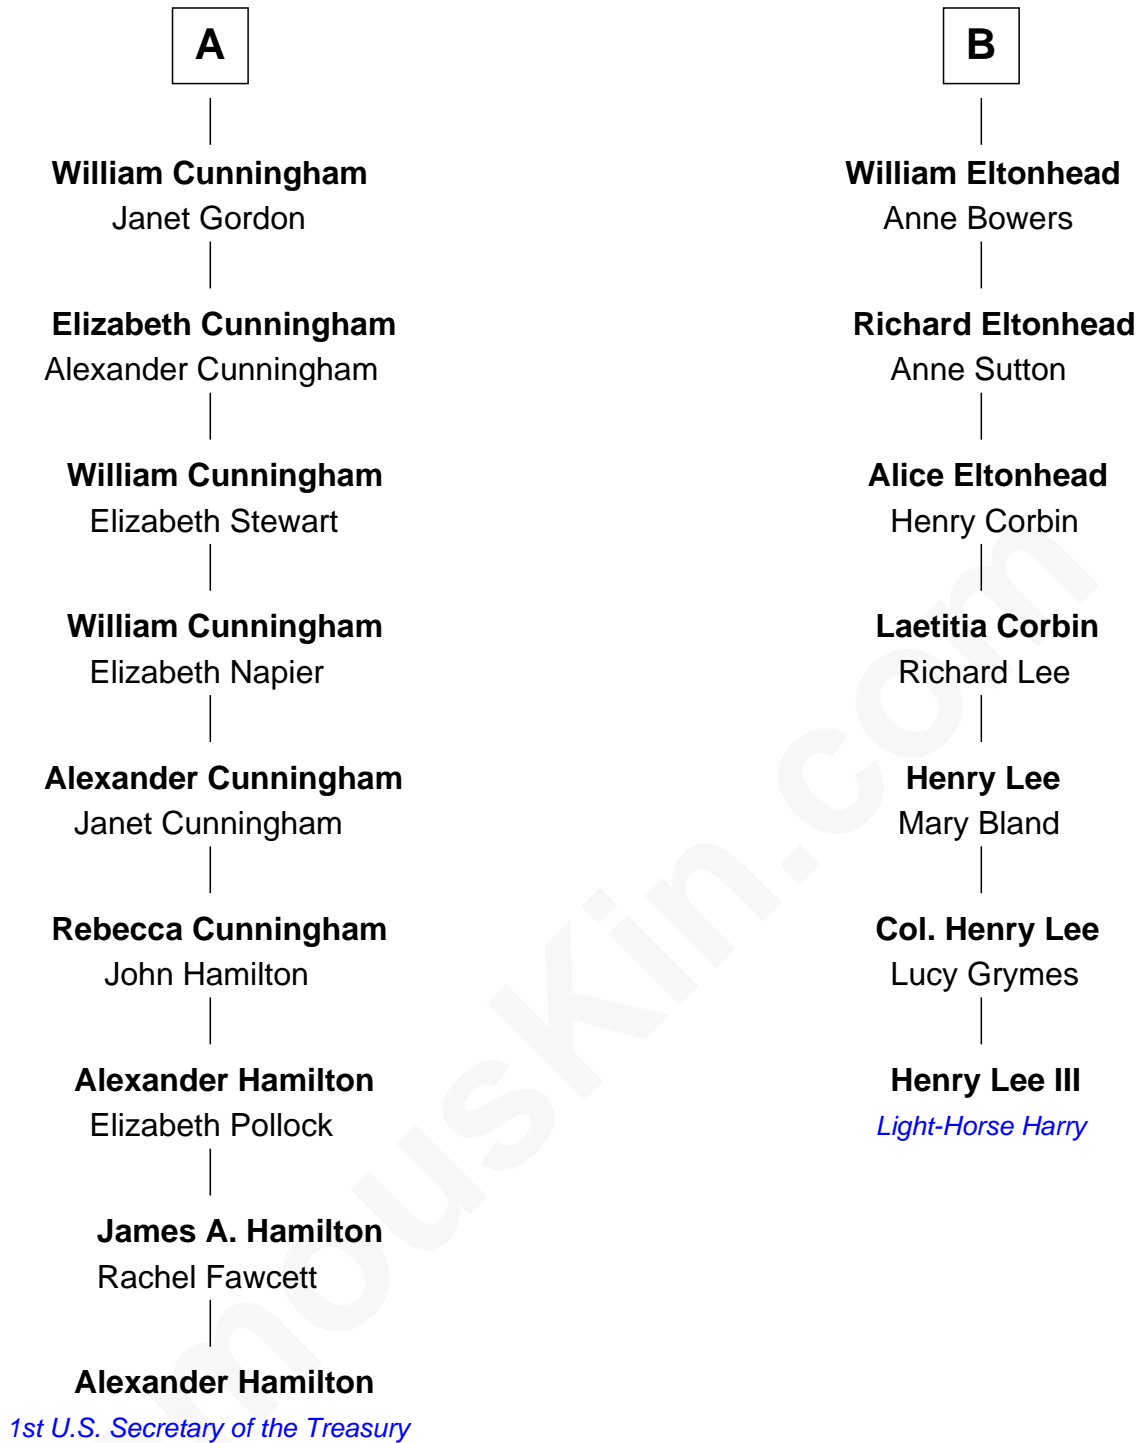 A
William Cunningham
Janet Gordon
Elizabeth Cunningham
Alexander Cunningham
William Cunningham
Elizabeth Stewart
William Cunningham
Elizabeth Napier
Alexander Cunningham
Janet Cunningham
Rebecca Cunningham
John Hamilton
Alexander Hamilton
Elizabeth Pollock
James A. Hamilton
Rachel Fawcett
Alexander Hamilton
1st U.S. Secretary of the Treasury
B
William Eltonhead
Anne Bowers
Richard Eltonhead
Anne Sutton
Alice Eltonhead
Henry Corbin
Laetitia Corbin
Richard Lee
Henry Lee
Mary Bland
Col. Henry Lee
Lucy Grymes
Henry Lee III
Light-Horse Harry
mousKin.com